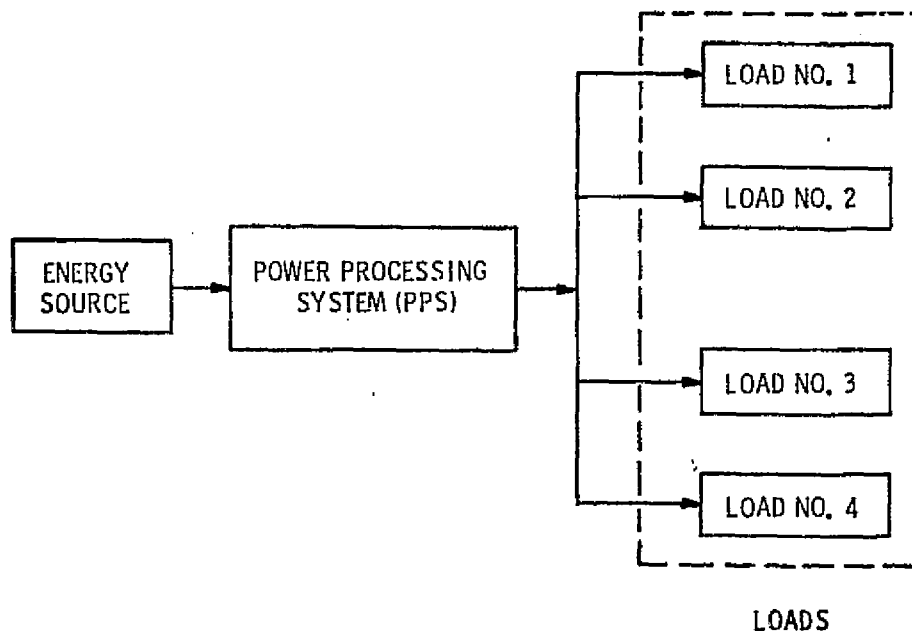 ENERGY
SOURCE
POWER PROCESSING
SYSTEM (PPS)
LOAD NO. 1
LOAD NO. 2
LOAD NO. 3
LOAD NO. 4
LOADS